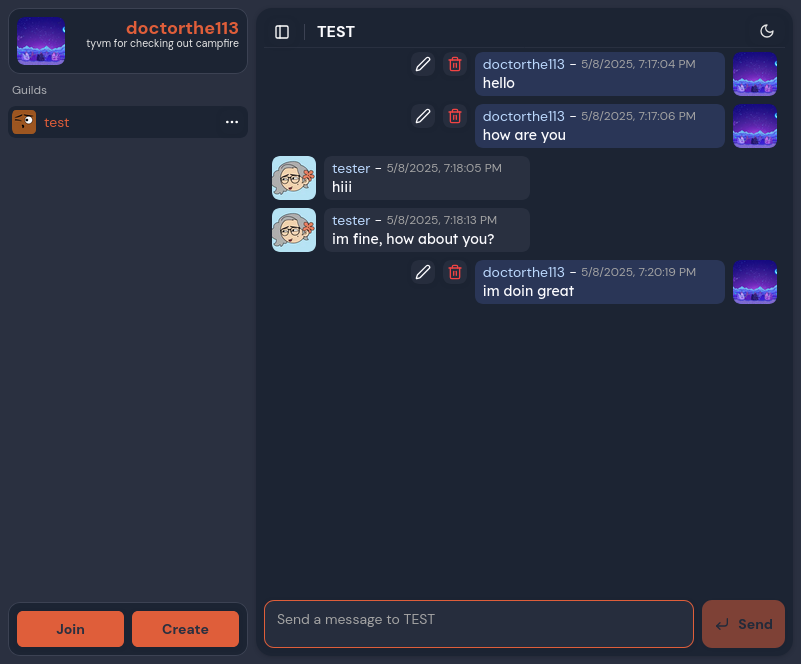 doctorthe113
tyvm for checking out campfire
Guilds
test
Join
Create
TEST
doctorthe113 – 5/8/2025, 7:17:04 PM
hello
doctorthe113 – 5/8/2025, 7:17:06 PM
how are you
tester – 5/8/2025, 7:18:05 PM
hiii
tester – 5/8/2025, 7:18:13 PM
im fine, how about you?
doctorthe113 – 5/8/2025, 7:20:19 PM
im doin great
Send a message to TEST
Send